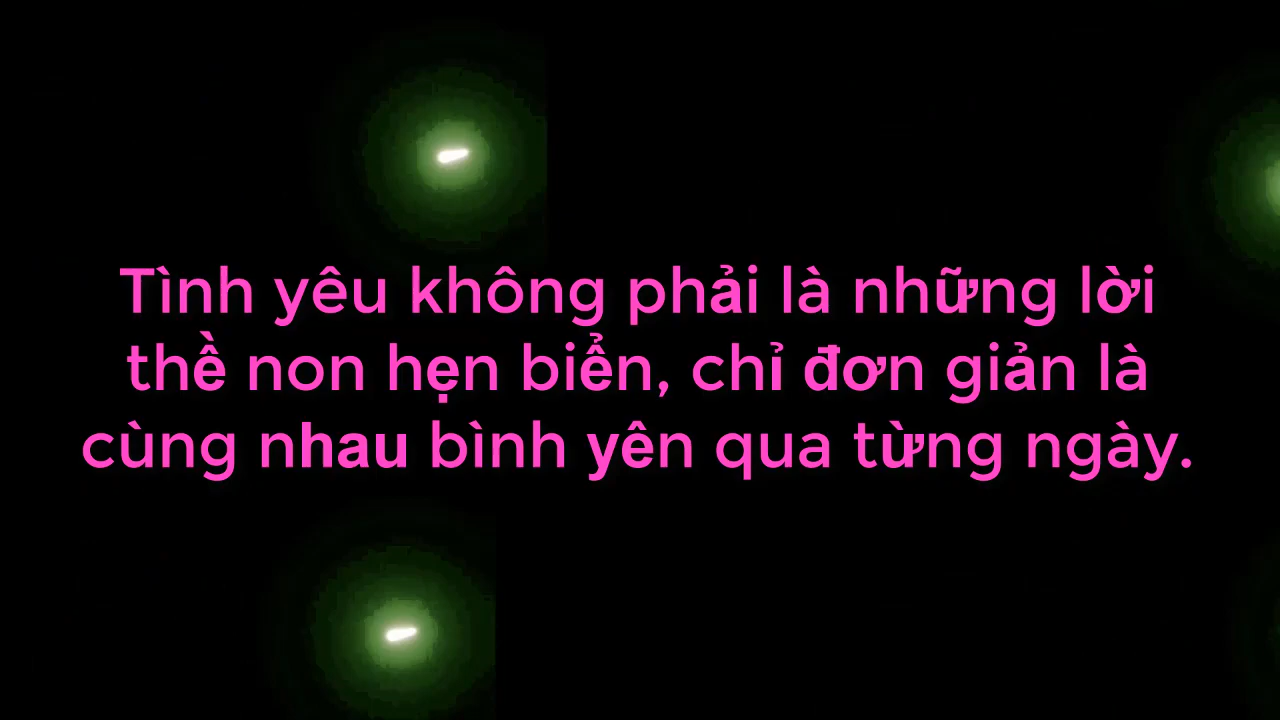 Tình yêu không phải là những lời
thề non hẹn biển, chỉ đơn giản là
cùng nhau bình yên qua từng ngày.